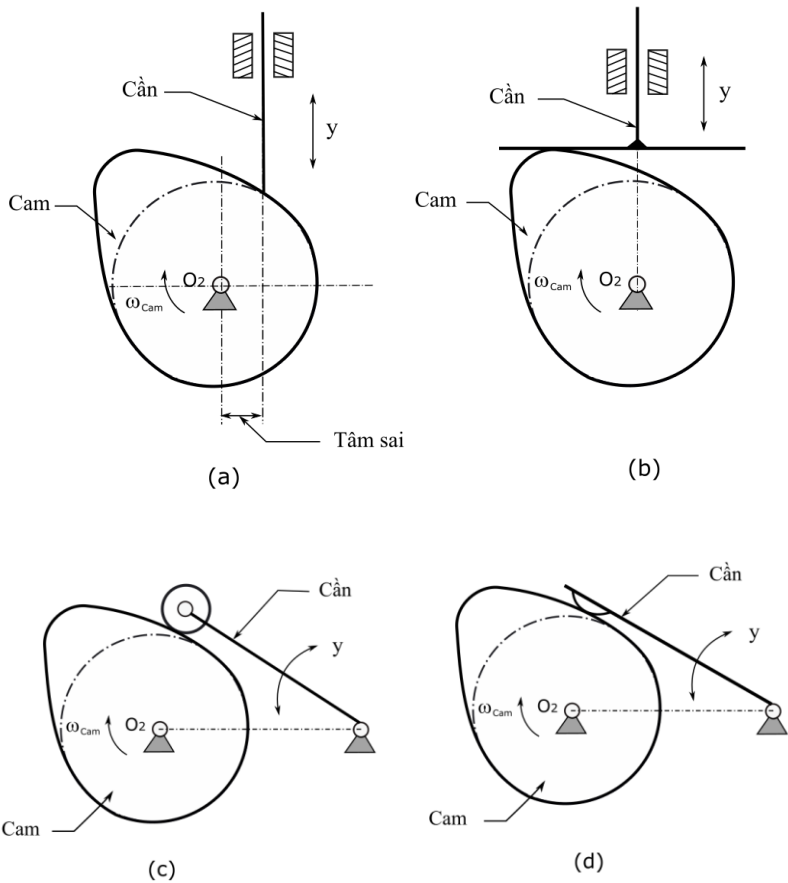 Cần
y
Cam
O2
ωCam
Tâm sai
(a)
Cần
y
Cam
O2
ωCam
(b)
Cần
y
O2
ωCam
Cam
(c)
Cần
y
O2
ωCam
Cam
(d)